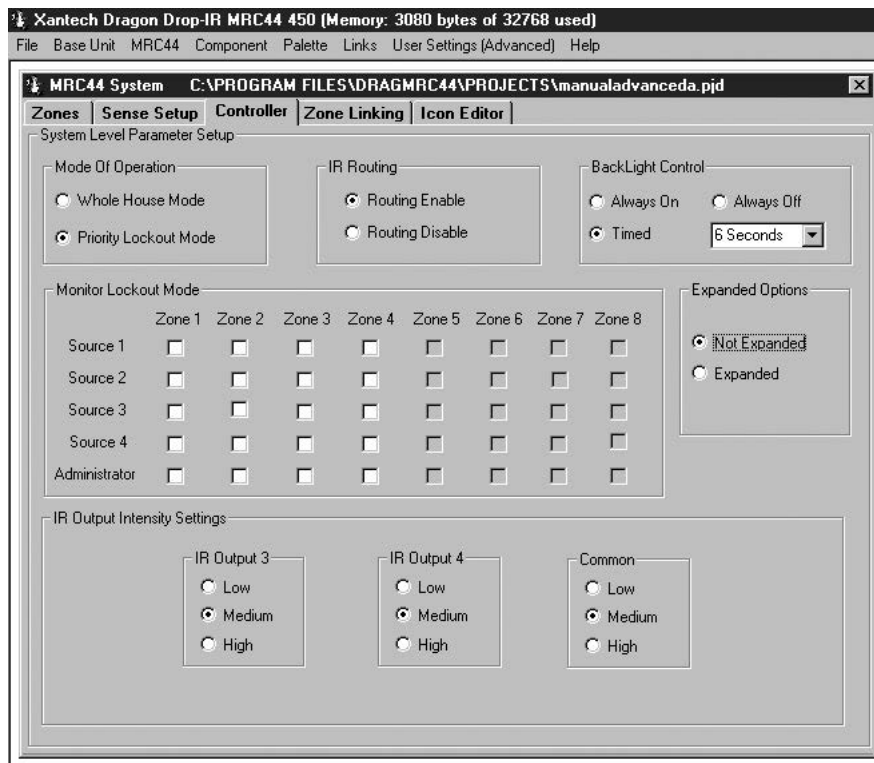 Xantech Dragon Drop-IR MRC44 450 (Memory: 3080 bytes of 32768 used)
File Base Unit MRC44 Component Palette Links User Settings (Advanced) Help
MRC44 System C:\PROGRAM FILES\DRAGMRC44\PROJECTS\manualadvanceda.pjd
Zones Sense Setup Controller Zone Linking Icon Editor
System Level Parameter Setup
Mode Of Operation IR Routing BackLight Control
Whole House Mode Routing Enable Always On Always Off
Priority Lockout Mode Routing Disable Timed 6 Seconds
Monitor Lockout Mode Expanded Options
Zone 1 Zone 2 Zone 3 Zone 4 Zone 5 Zone 6 Zone 7 Zone 8
Source 1 Not Expanded
Source 2 Expanded
Source 3
Source 4
Administrator
IR Output Intensity Settings
IR Output 3 IR Output 4 Common
Low Low Low
Medium Medium Medium
High High High